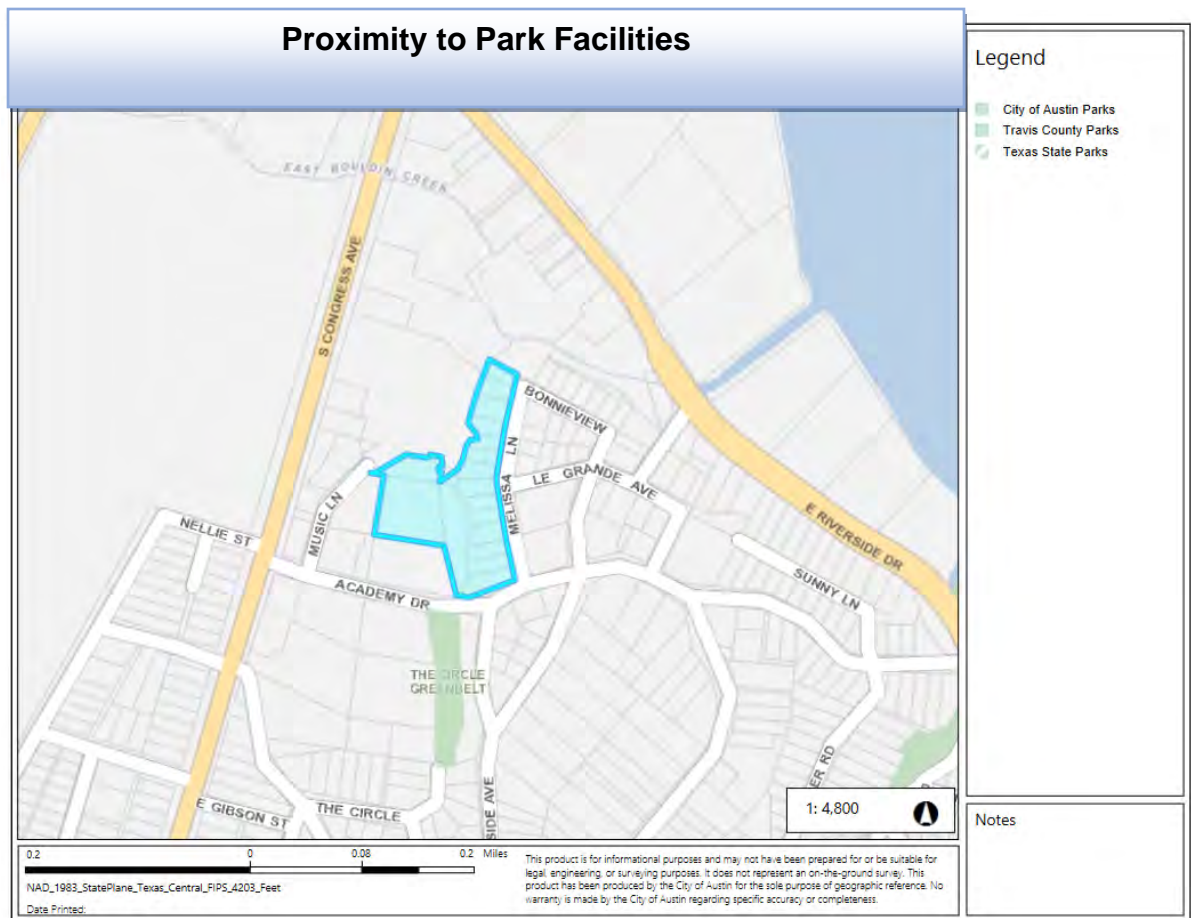 Proximity to Park Facilities
Legend
City of Austin Parks
Travis County Parks
Texas State Parks
EAST BOULDIN CREEK
S CONGRESS AVE
BONNIEVIEW
MELISSA LN
LE GRANDE AVE
E RIVERSIDE DR
MUSIC LN
NELLIE ST
ACADEMY DR
SUNNY LN
THE CIRCLE
GREENBELT
ER RD
E GIBSON ST
THE CIRCLE
SIDE AVE
1: 4,800
Notes
0.2 0 0.08 0.2 Miles
NAD_1983_StatePlane_Texas_Central_FIPS_4203_Feet
Date Printed:
This product is for informational purposes and may not have been prepared for or be suitable for
legal, engineering, or surveying purposes. It does not represent an on-the-ground survey. This
product has been produced by the City of Austin for the sole purpose of geographic reference. No
warranty is made by the City of Austin regarding specific accuracy or completeness.